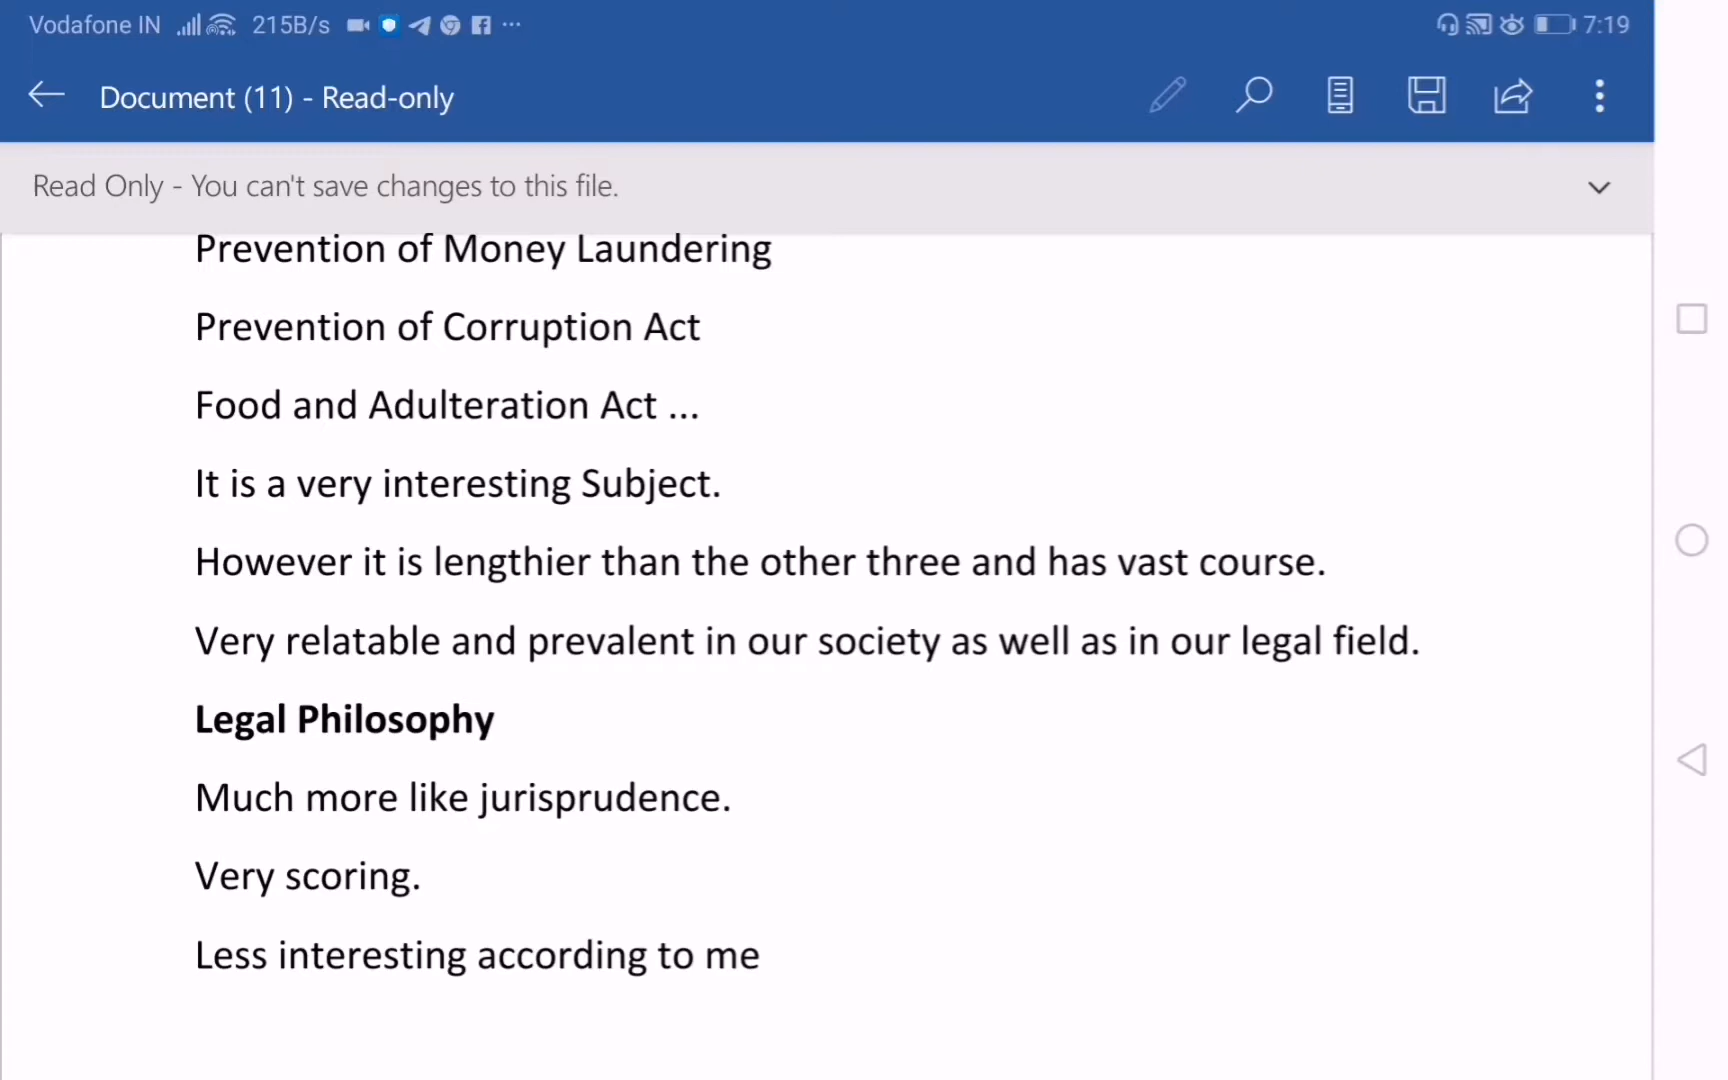 Vodafone IN 215B/s 7:19
Document (11) - Read-only
Read Only - You can't save changes to this file.
Prevention of Money Laundering
Prevention of Corruption Act
Food and Adulteration Act ...
It is a very interesting Subject.
However it is lengthier than the other three and has vast course.
Very relatable and prevalent in our society as well as in our legal field.
Legal Philosophy
Much more like jurisprudence.
Very scoring.
Less interesting according to me